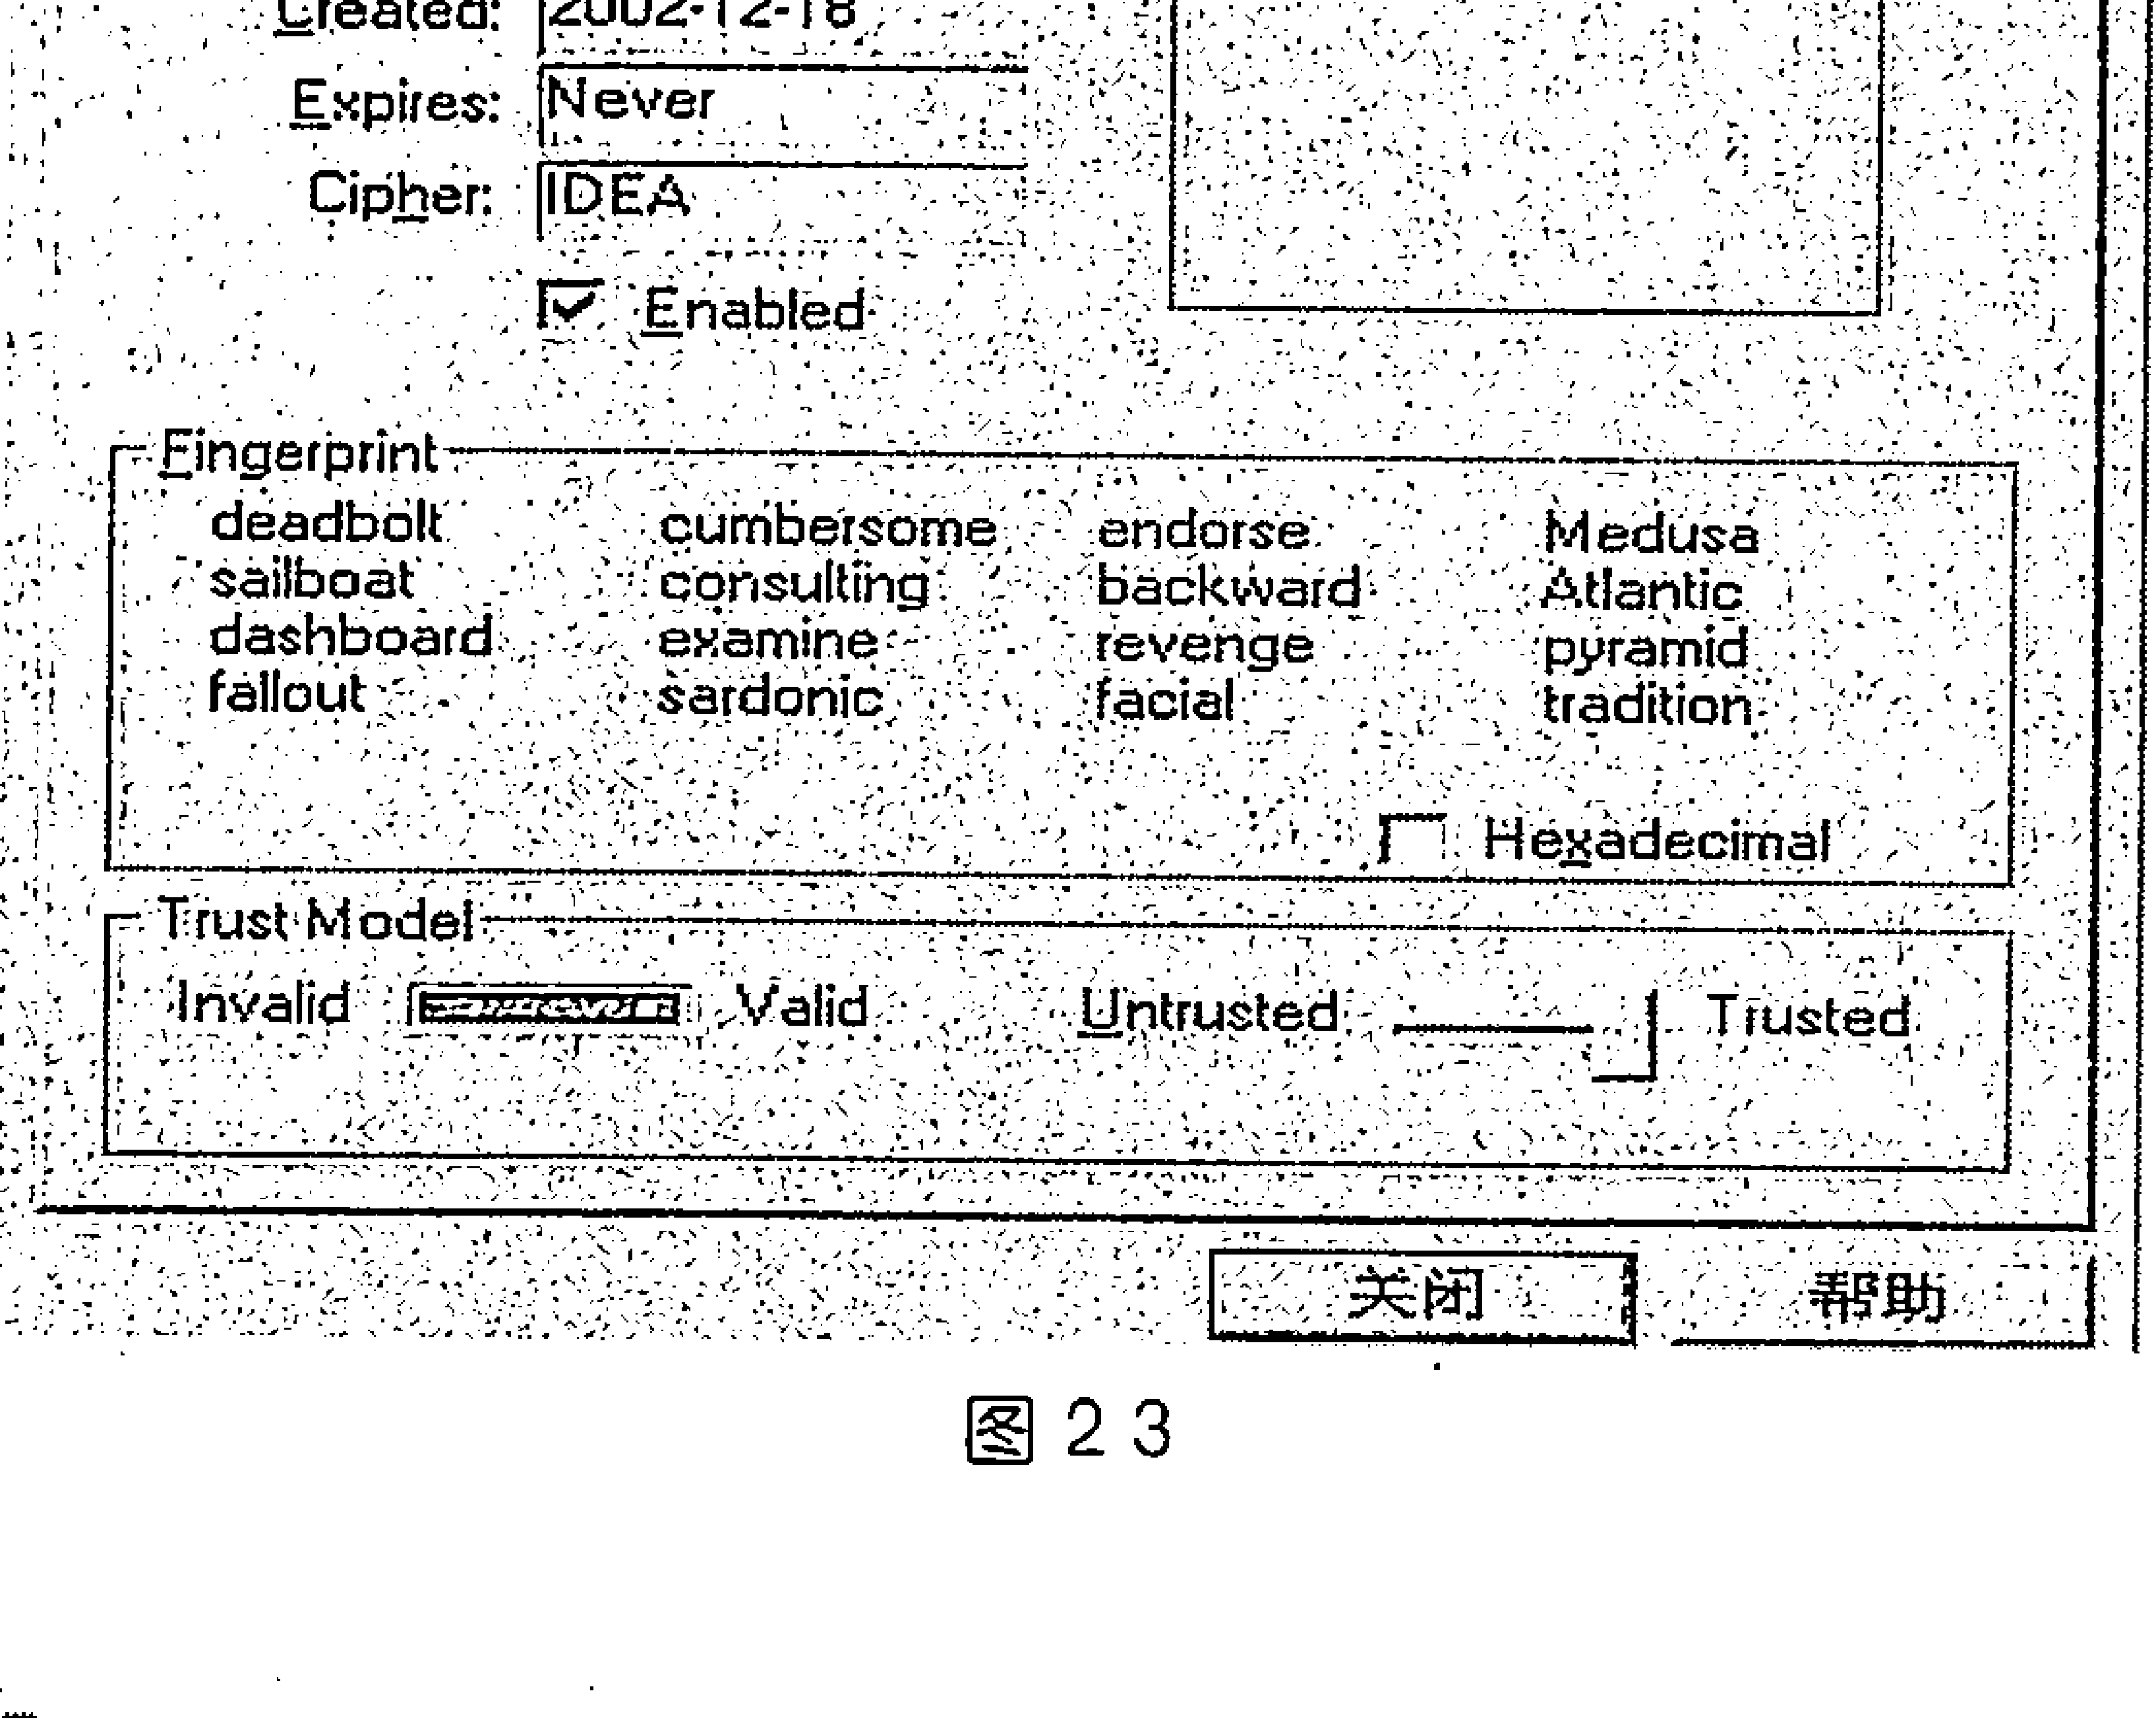 Created: 2002-12-18
Expires: Never
Cipher: IDEA
Enabled
Fingerprint
deadbolt cumbersome endorse Medusa
sailboat consulting backward Atlantic
dashboard examine revenge pyramid
fallout sardonic facial tradition
Hexadecimal
Trust Model
Invalid Valid Untrusted Trusted
关闭 帮助
图 23